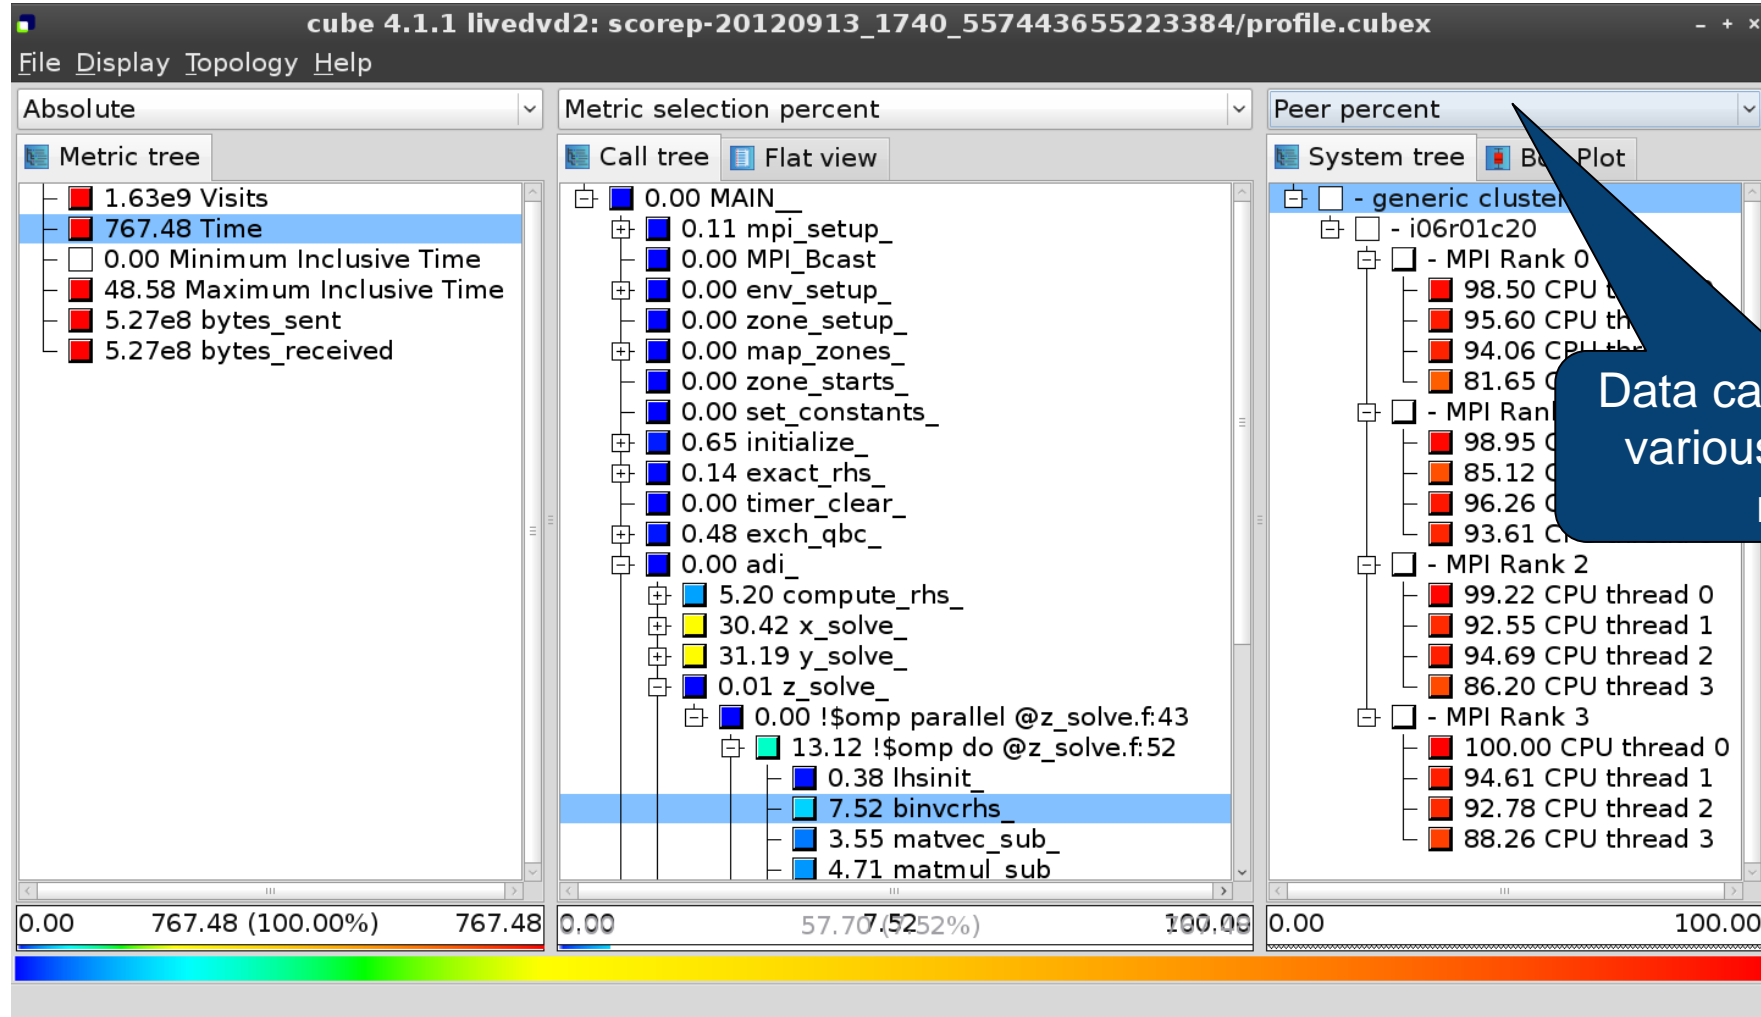 cube 4.1.1 livedvd2: scorep-20120913_1740_557443655223384/profile.cubex
File Display Topology Help
Absolute
Metric tree
1.63e9 Visits
767.48 Time
0.00 Minimum Inclusive Time
48.58 Maximum Inclusive Time
5.27e8 bytes_sent
5.27e8 bytes_received
0.00 767.48 (100.00%) 767.48
Metric selection percent
Call tree Flat view
0.00 MAIN__
0.11 mpi_setup_
0.00 MPI_Bcast
0.00 env_setup_
0.00 zone_setup_
0.00 map_zones_
0.00 zone_starts_
0.00 set_constants_
0.65 initialize_
0.14 exact_rhs_
0.00 timer_clear_
0.48 exch_qbc_
0.00 adi_
5.20 compute_rhs_
30.42 x_solve_
31.19 y_solve_
0.01 z_solve_
0.00 !$omp parallel @z_solve.f:43
13.12 !$omp do @z_solve.f:52
0.38 lhsinit_
7.52 binvcrhs_
3.55 matvec_sub_
4.71 matmul_sub
0.00 7.52 100.00
Peer percent
System tree Plot
- generic cluster
- i06r01c20
- MPI Rank 0
98.50 CPU
95.60 CPU
94.06 CPU
81.65
- MPI
98.95
85.12
96.26
93.61
- MPI Rank 2
99.22 CPU thread 0
92.55 CPU thread 1
94.69 CPU thread 2
86.20 CPU thread 3
- MPI Rank 3
100.00 CPU thread 0
94.61 CPU thread 1
92.78 CPU thread 2
88.26 CPU thread 3
0.00 100.00
Data ca
various